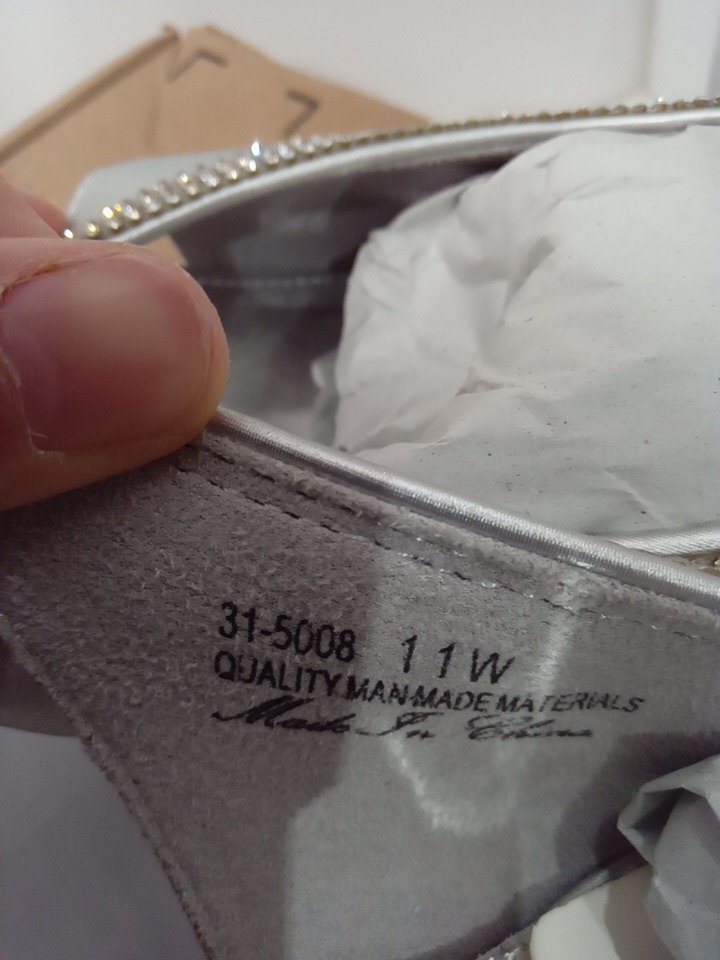 31-5008 11W
QUALITY MAN MADE MATERIALS
Made In China